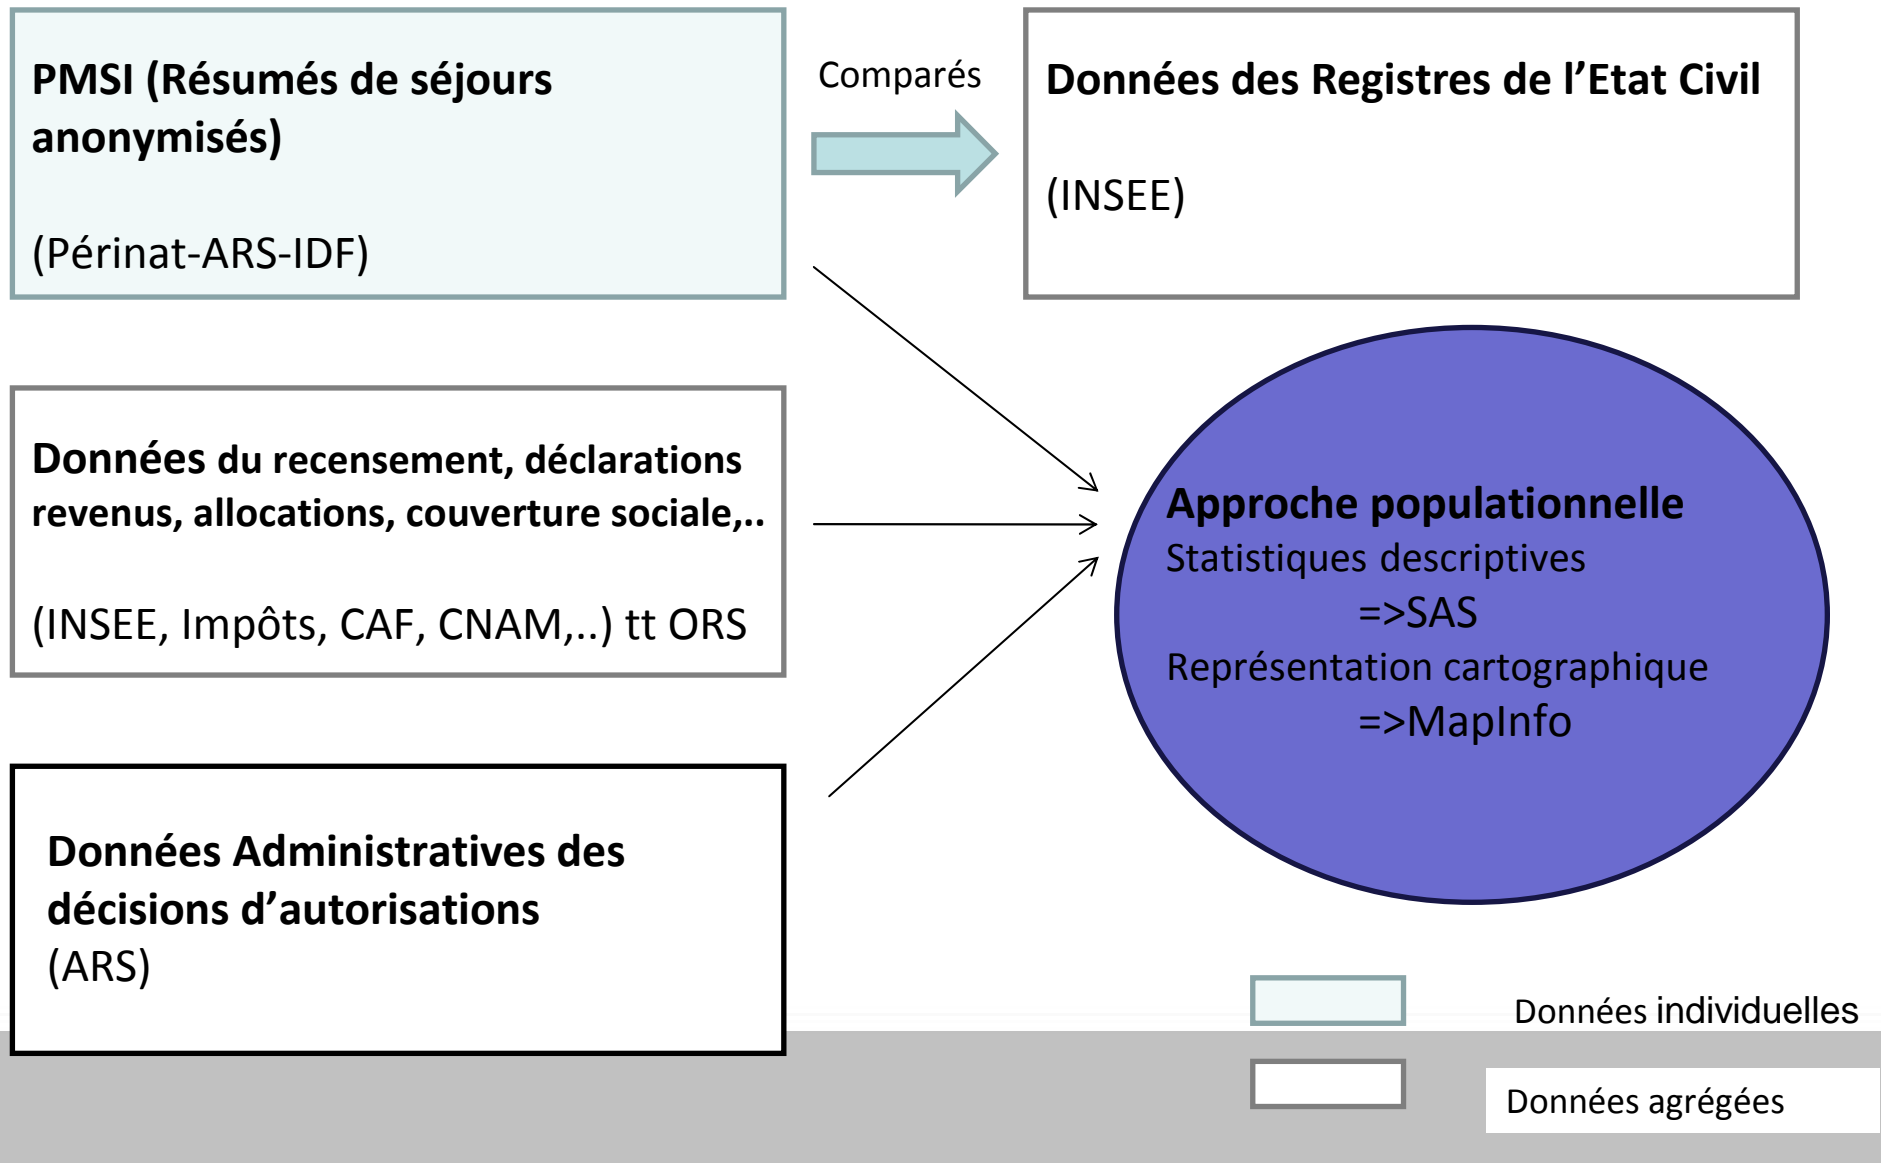 PMSI (Résumés de séjours
anonymisés)
(Périnat-ARS-IDF)
Comparés
Données des Registres de l’Etat Civil
(INSEE)
Données du recensement, déclarations
revenus, allocations, couverture sociale,..
(INSEE, Impôts, CAF, CNAM,..) tt ORS
Approche populationnelle
Statistiques descriptives
=>SAS
Représentation cartographique
=>MapInfo
Données Administratives des
décisions d’autorisations
(ARS)
Données individuelles
Données agrégées